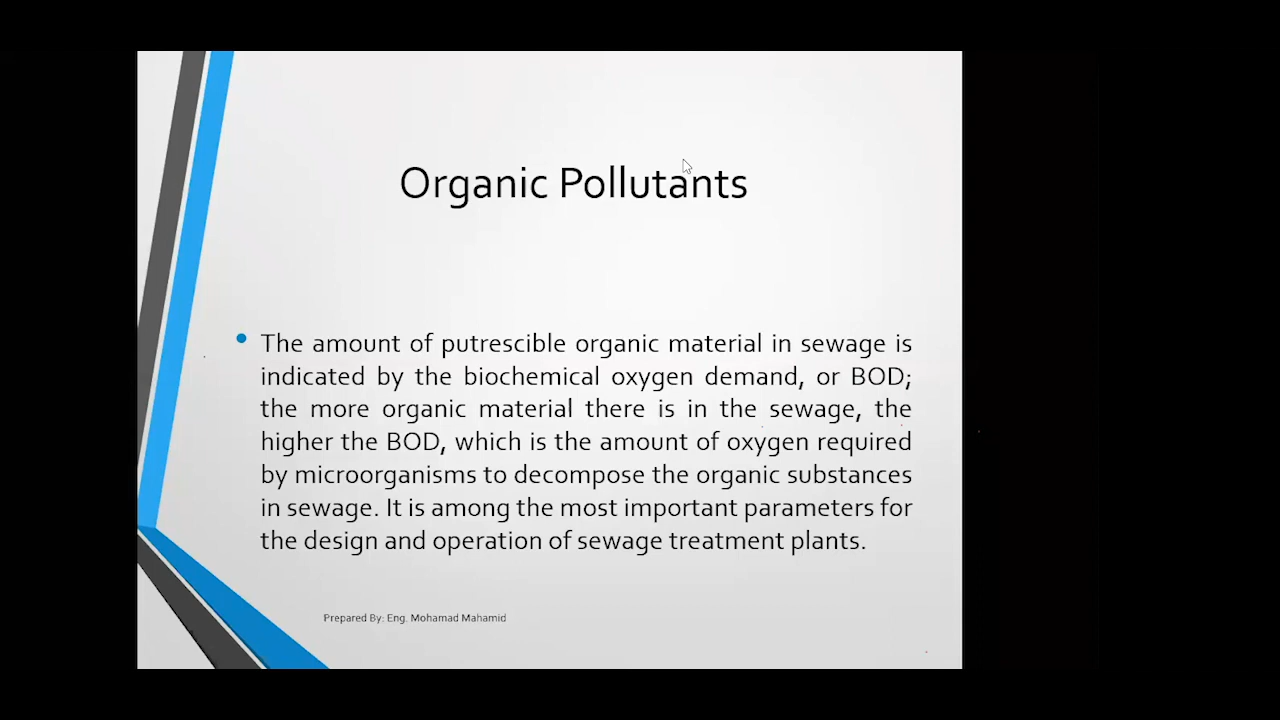 Organic Pollutants
• The amount of putrescible organic material in sewage is
indicated by the biochemical oxygen demand, or BOD;
the more organic material there is in the sewage, the
higher the BOD, which is the amount of oxygen required
by microorganisms to decompose the organic substances
in sewage. It is among the most important parameters for
the design and operation of sewage treatment plants.
Prepared By: Eng. Mohamad Mahamid